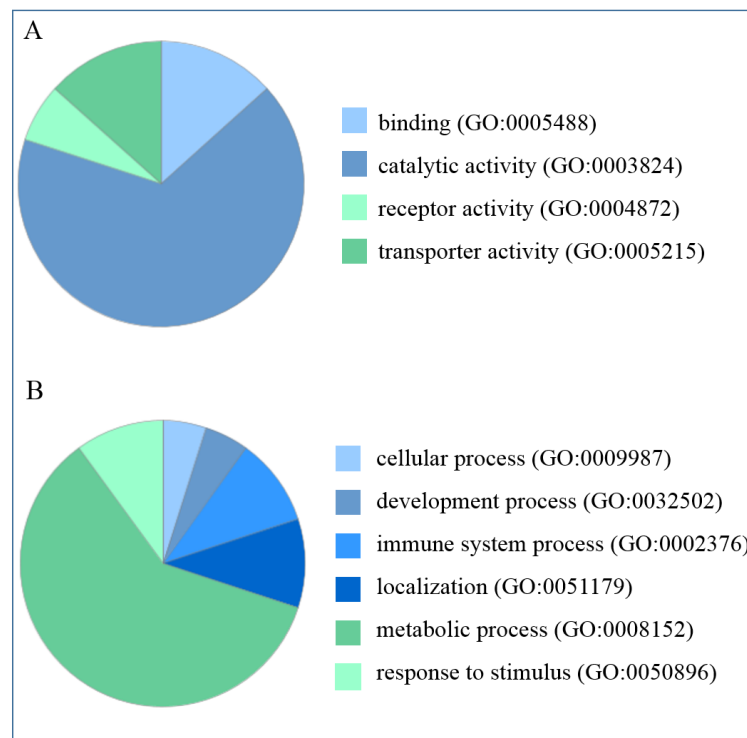 A
binding (GO:0005488)
catalytic activity (GO:0003824)
receptor activity (GO:0004872)
transporter activity (GO:0005215)
B
cellular process (GO:0009987)
development process (GO:0032502)
immune system process (GO:0002376)
localization (GO:0051179)
metabolic process (GO:0008152)
response to stimulus (GO:0050896)